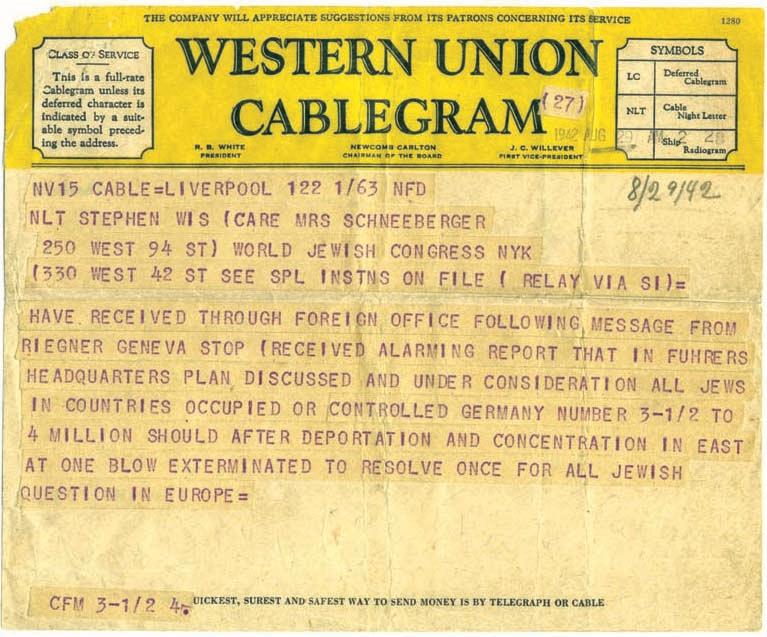 THE COMPANY WILL APPRECIATE SUGGESTIONS FROM ITS PATRONS CONCERNING ITS SERVICE
1280
CLASS OF SERVICE
This is a full-rate
Cablegram unless its
deferred character is
indicated by a suit-
able symbol preced-
ing the address.
WESTERN UNION
CABLEGRAM
(27)
1942 AUG 29 AM 2 28
R. B. WHITE
PRESIDENT
NEWCOMB CARLTON
CHAIRMAN OF THE BOARD
J. C. WILLEVER
FIRST VICE-PRESIDENT
SYMBOLS
LC Deferred Cablegram
NLT Cable Night Letter
Ship Radiogram
8/29/42
NV15 CABLE=LIVERPOOL 122 1/63 NFD
NLT STEPHEN WIS (CARE MRS SCHNEEBERGER
250 WEST 94 ST) WORLD JEWISH CONGRESS NYK
(330 WEST 42 ST SEE SPL INSTNS ON FILE ( RELAY VIA SI)=
HAVE RECEIVED THROUGH FOREIGN OFFICE FOLLOWING MESSAGE FROM
RIEGNER GENEVA STOP (RECEIVED ALARMING REPORT THAT IN FUHRERS
HEADQUARTERS PLAN DISCUSSED AND UNDER CONSIDERATION ALL JEWS
IN COUNTRIES OCCUPIED OR CONTROLLED GERMANY NUMBER 3-1/2 TO
4 MILLION SHOULD AFTER DEPORTATION AND CONCENTRATION IN EAST
AT ONE BLOW EXTERMINATED TO RESOLVE ONCE FOR ALL JEWISH
QUESTION IN EUROPE=
CFM 3-1/2 4.
UICKEST, SUREST AND SAFEST WAY TO SEND MONEY IS BY TELEGRAPH OR CABLE